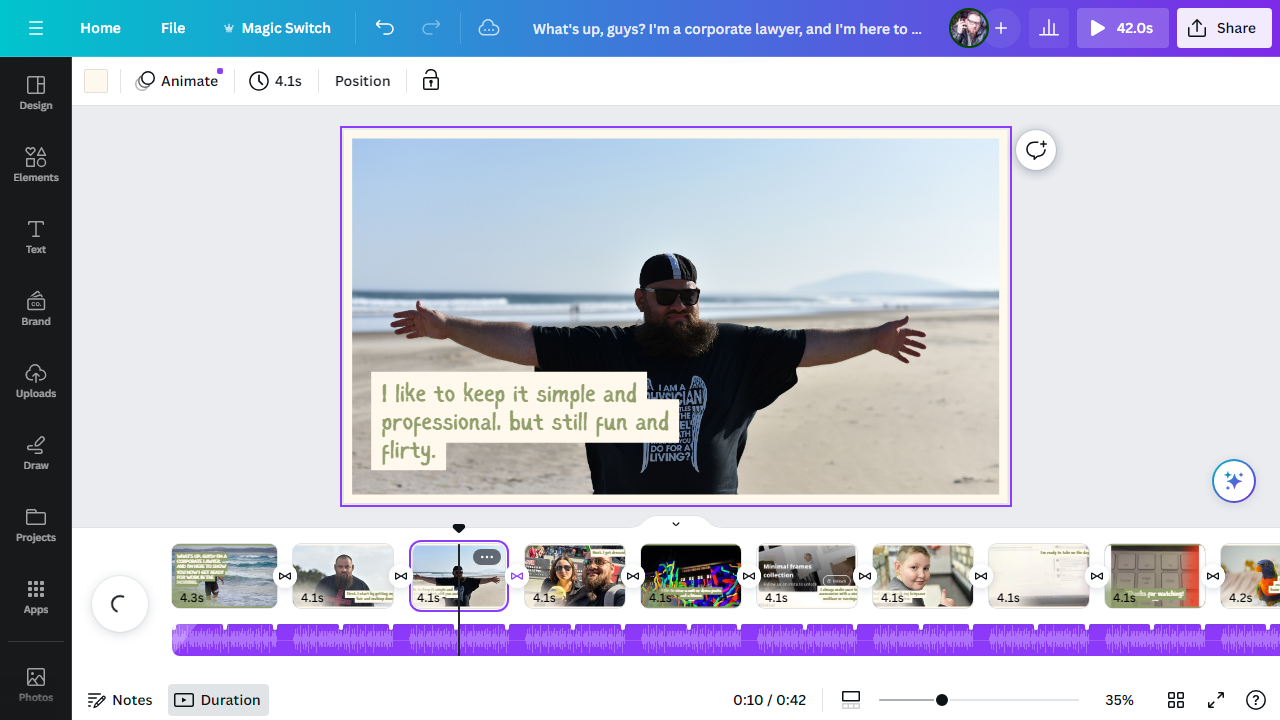 Home
File
Magic Switch
What's up, guys? I'm a corporate lawyer, and I'm here to ...
42.0s
Share
Animate
4.1s
Position
Design
Elements
Text
Brand
CO.
Uploads
Draw
Projects
Apps
Photos
I like to keep it simple and
professional, but still fun and
flirty.
I AM A
DO FOR A
LIVING?
4.3s
4.1s
4.1s
4.1s
4.1s
Minimal frames
collection
4.1s
4.1s
4.1s
4.1s
4.2s
Notes
Duration
0:10 / 0:42
35%